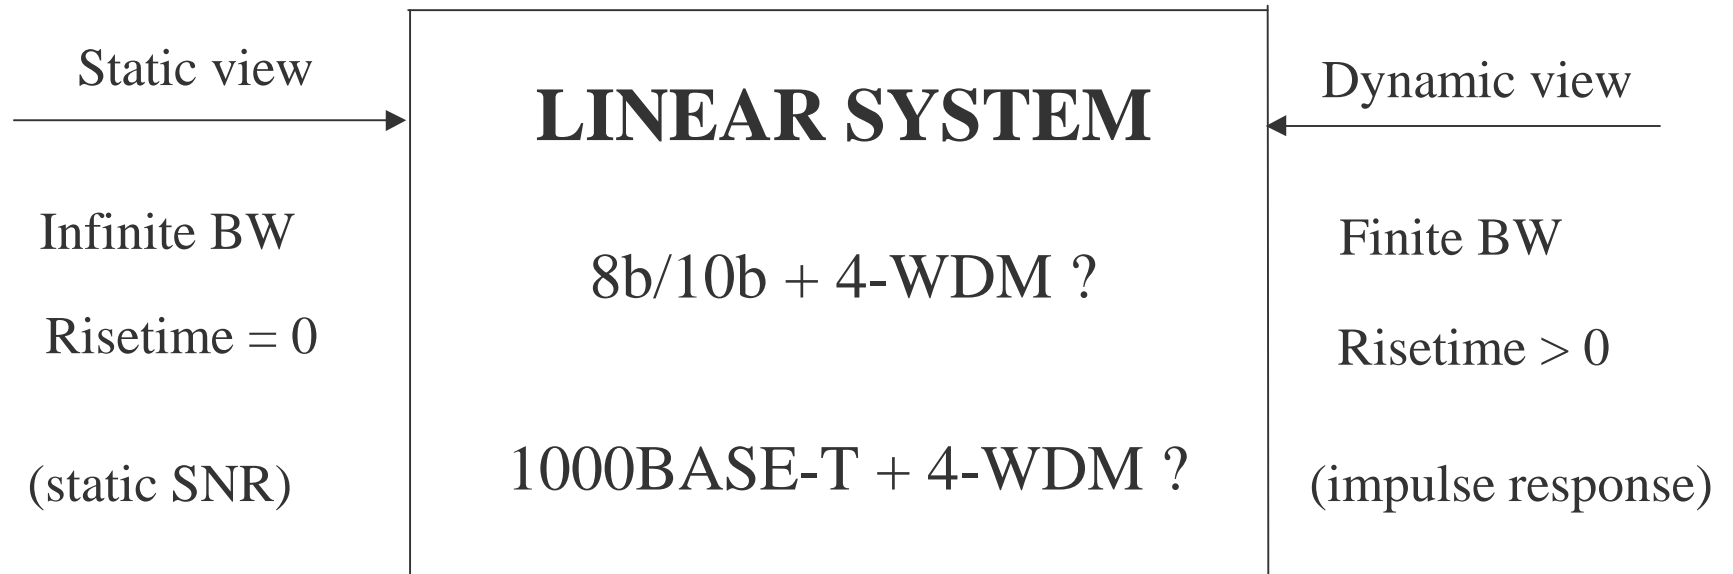 Static view
Infinite BW
Risetime = 0
(static SNR)
LINEAR SYSTEM
8b/10b + 4-WDM ?
1000BASE-T + 4-WDM ?
Dynamic view
Finite BW
Risetime > 0
(impulse response)